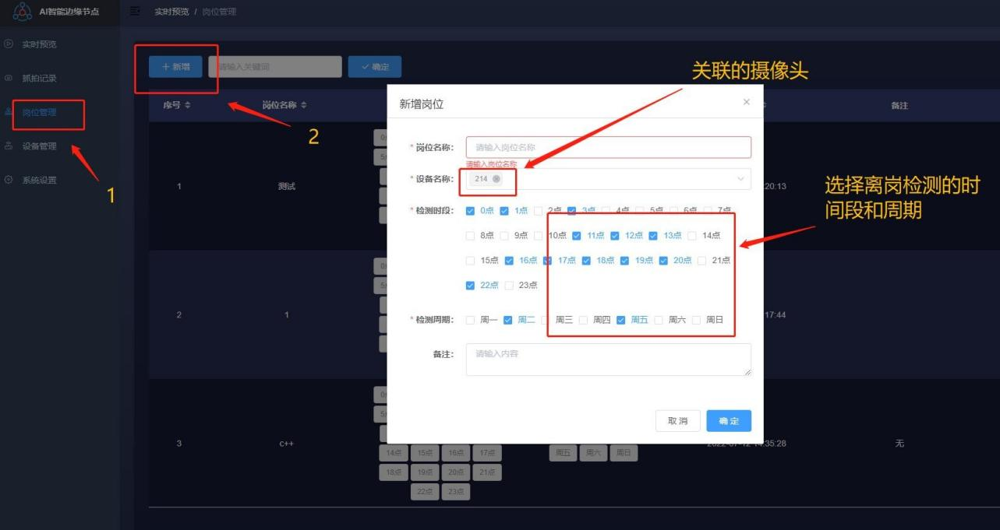 AI智能边缘节点
实时预览 / 岗位管理
实时预览
抓拍记录
岗位管理
设备管理
系统设置
1
+ 新增
请输入关键词
确定
2
关联的摄像头
选择离岗检测的时
间段和周期
序号 岗位名称 备注
1 测试 20:13
2 1 17:44
3 c++ 14:35:28 无
14点 15点 16点 17点
18点 19点 20点 21点
22点 23点
周五 周六 周日
新增岗位
* 岗位名称: 请输入岗位名称
请输入岗位名称
* 设备名称: 214
* 检测时段: 0点 1点 2点 3点 4点 5点 6点 7点
8点 9点 10点 11点 12点 13点 14点
15点 16点 17点 18点 19点 20点 21点
22点 23点
* 检测周期: 周一 周二 周三 周四 周五 周六 周日
备注: 请输入内容
取消 确定